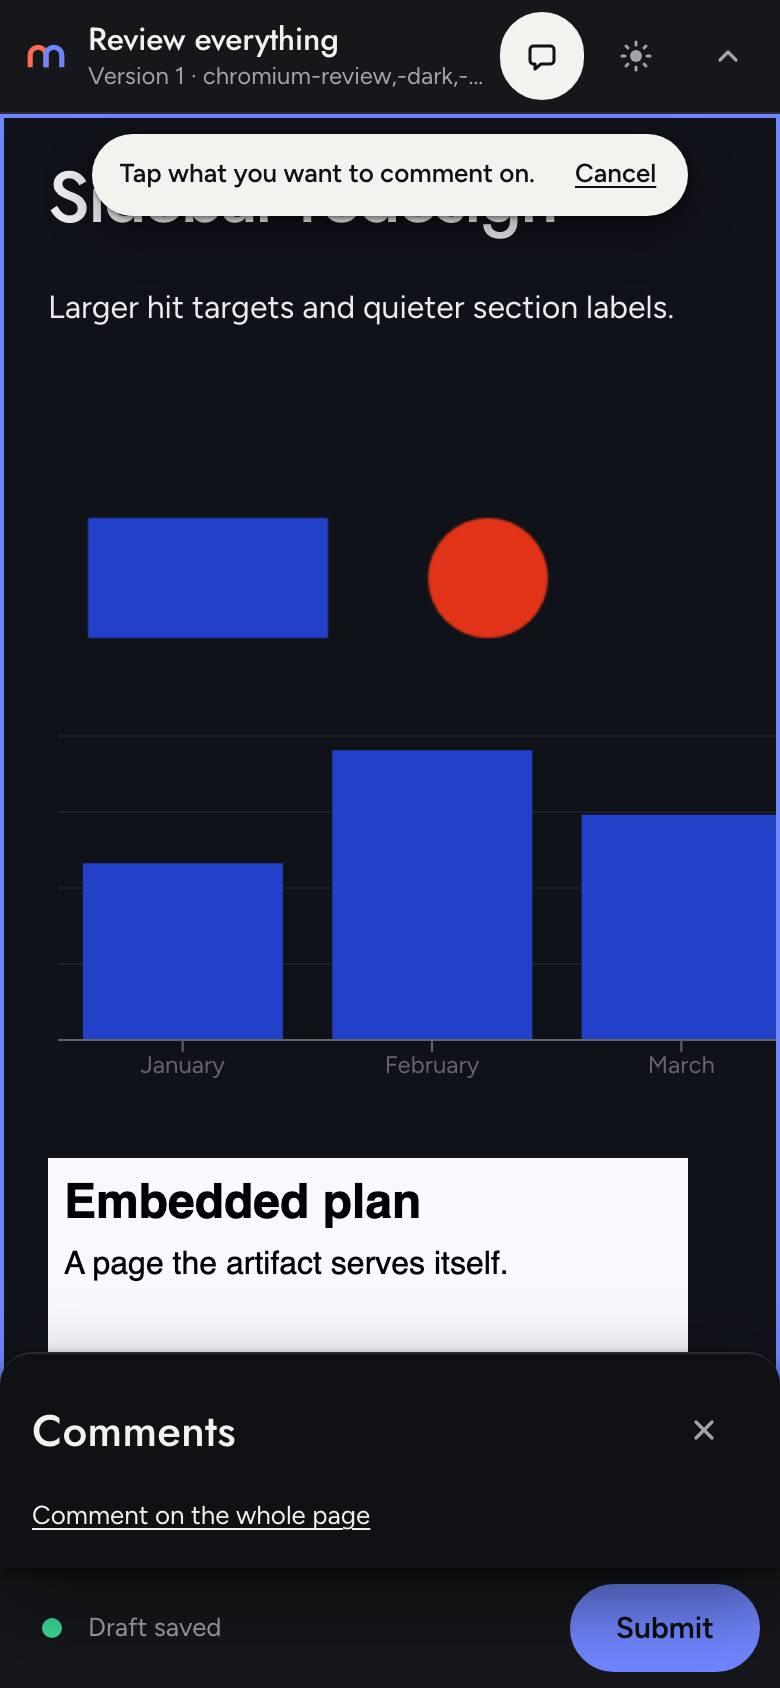 Review everything
Version 1 · chromium-review,-dark,-...
Tap what you want to comment on. Cancel
Larger hit targets and quieter section labels.
January February March
Embedded plan
A page the artifact serves itself.
Comments
Comment on the whole page
Draft saved
Submit